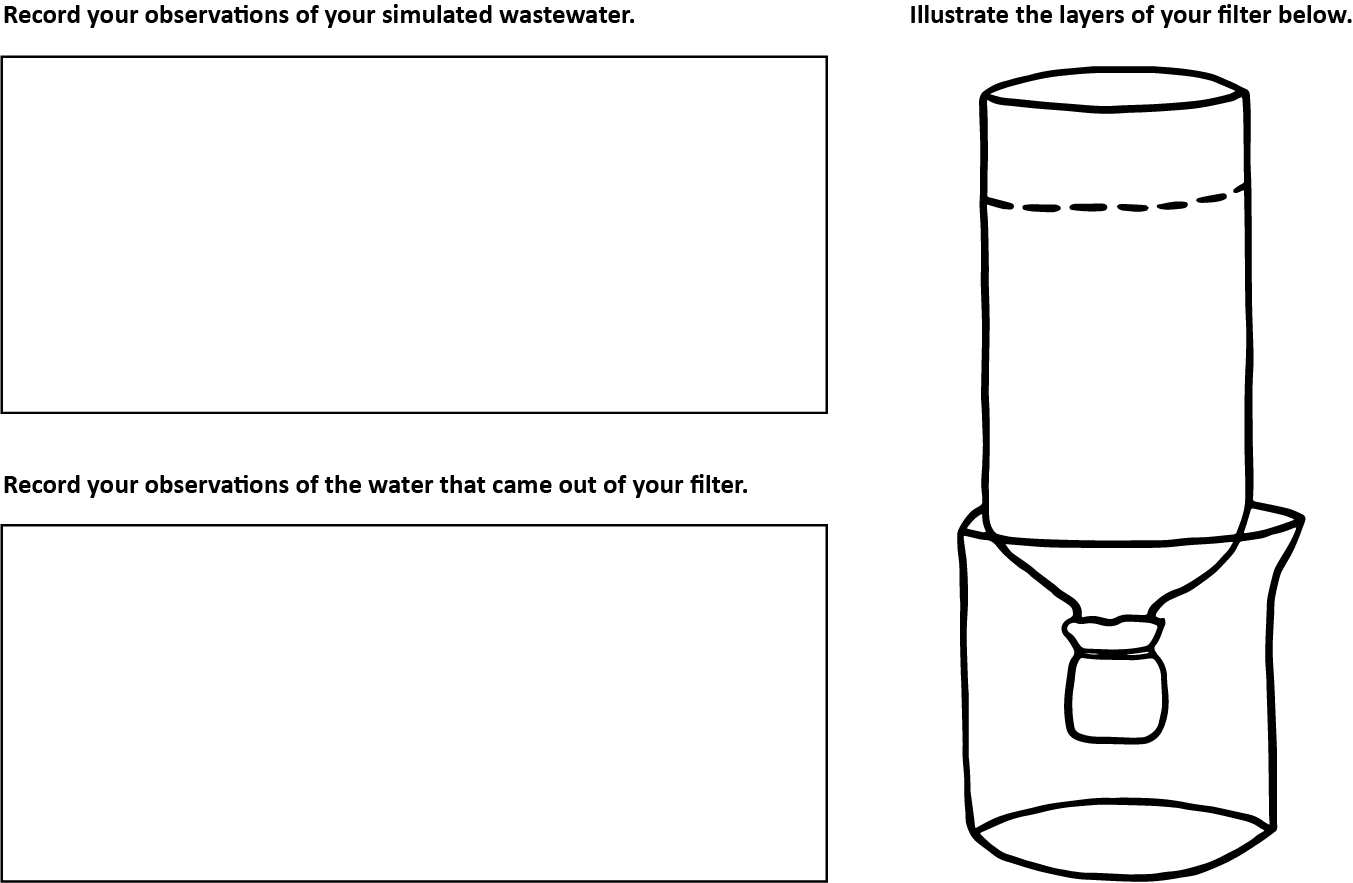 Record your observations of your simulated wastewater.
Illustrate the layers of your filter below.
Record your observations of the water that came out of your filter.